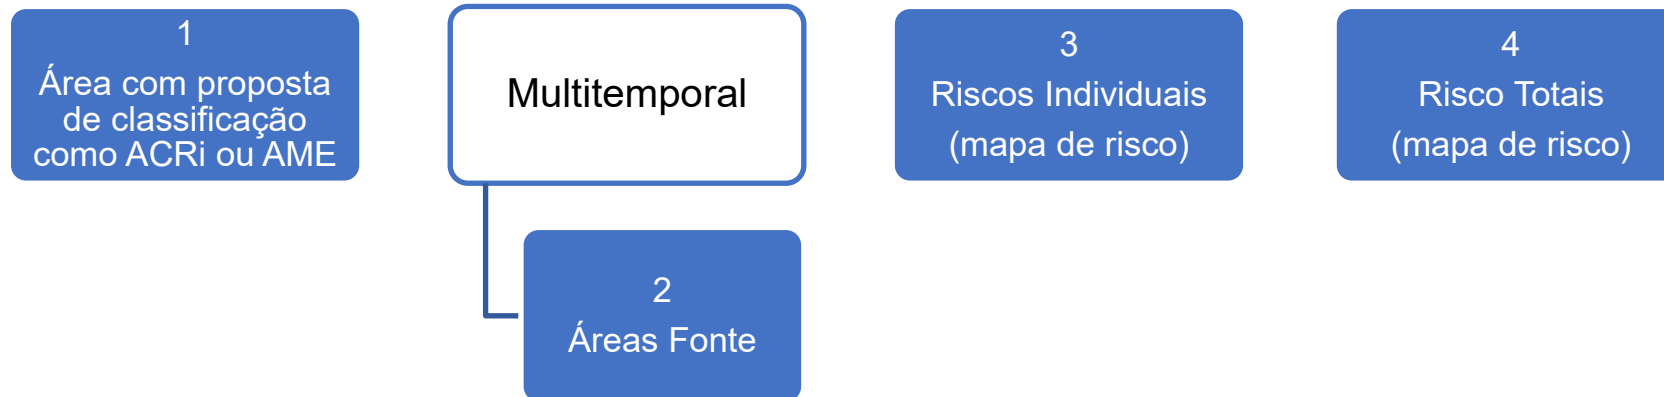 1
Área com proposta
de classificação
como ACRi ou AME
Multitemporal
2
Áreas Fonte
3
Riscos Individuais
(mapa de risco)
4
Risco Totais
(mapa de risco)